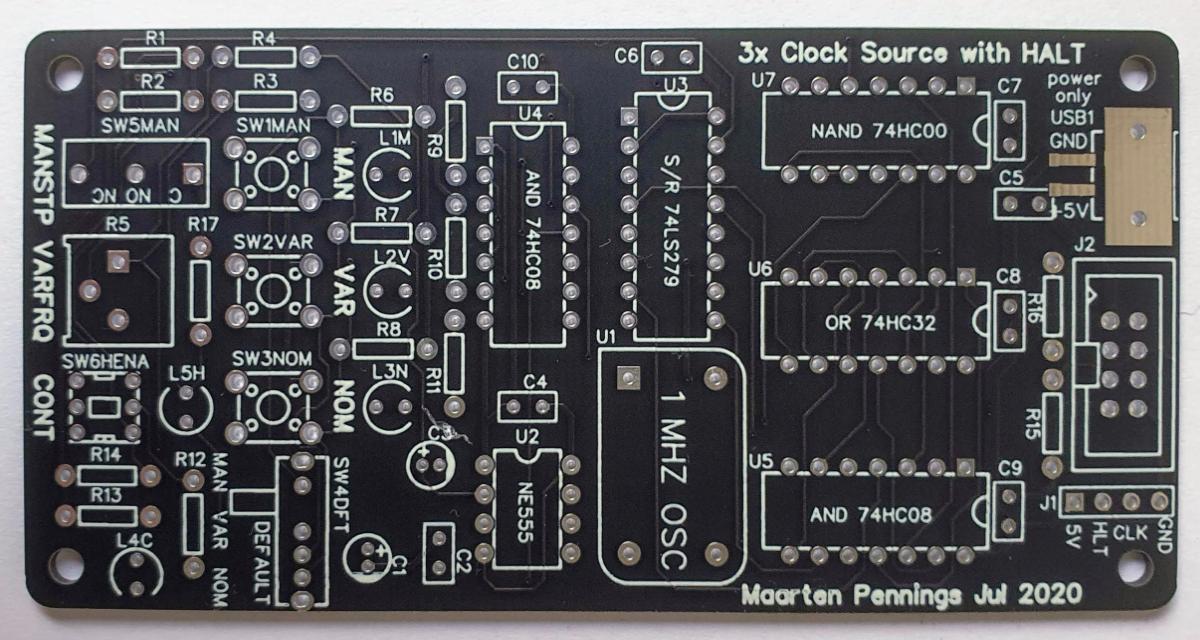 3x Clock Source with HALT
R1
R4
C6
C10
U3
U7
C7
power
only
USB1
GND
+5V
R2
R3
R6
U4
SW5MAN
SW1MAN
L1M
R9
MAN
NAND 74HC00
C5
C NO NC
MANSTP
VARFRQ
CONT
R5
R17
SW2VAR
R7
L2V
VAR
R10
AND 74HC08
S/R 74LS279
J2
U6
C8
R16
OR 74HC32
R8
U1
SW6HENA
SW3NOM
L5H
L3N
NOM
R11
C4
1 MHZ OSC
R15
C3
U2
R14
R12
R13
MAN
VAR
NOM
SW4DFT
DEFAULT
NE555
U5
C9
AND 74HC08
J1
5V
HLT
CLK
GND
L4C
C1
C2
Maarten Pennings Jul 2020